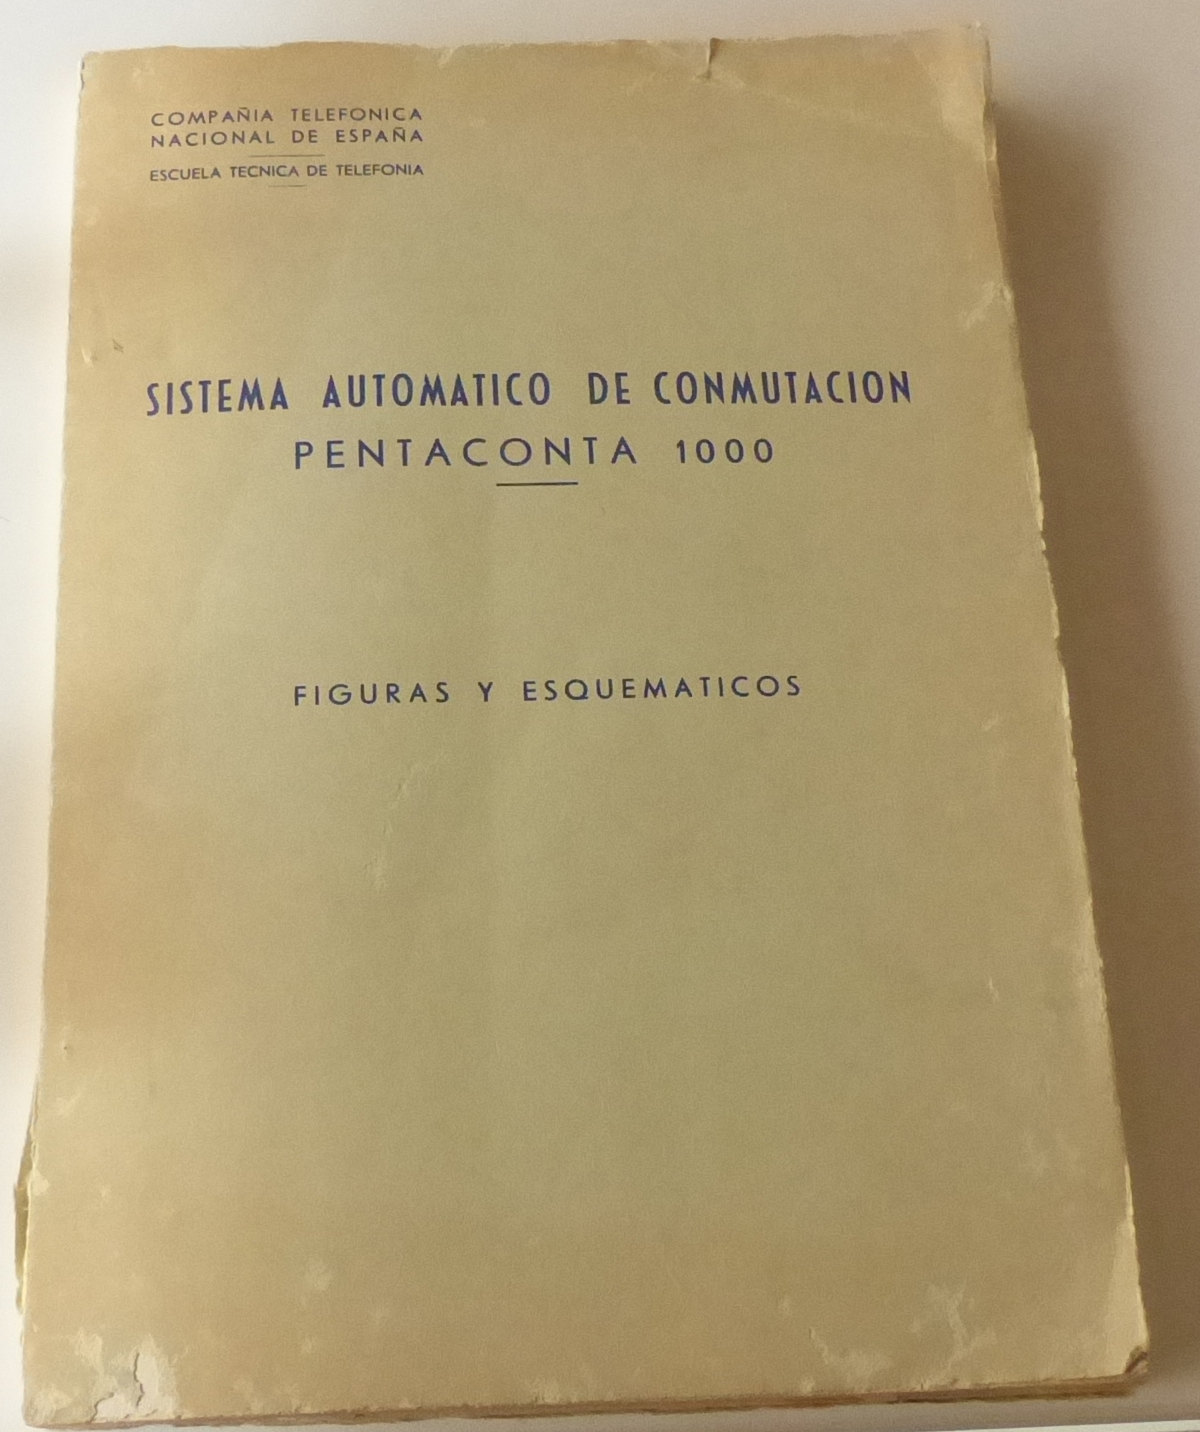 COMPAÑIA TELEFONICA
NACIONAL DE ESPAÑA
ESCUELA TECNICA DE TELEFONIA
SISTEMA AUTOMATICO DE CONMUTACION
PENTACONTA 1000
FIGURAS Y ESQUEMATICOS